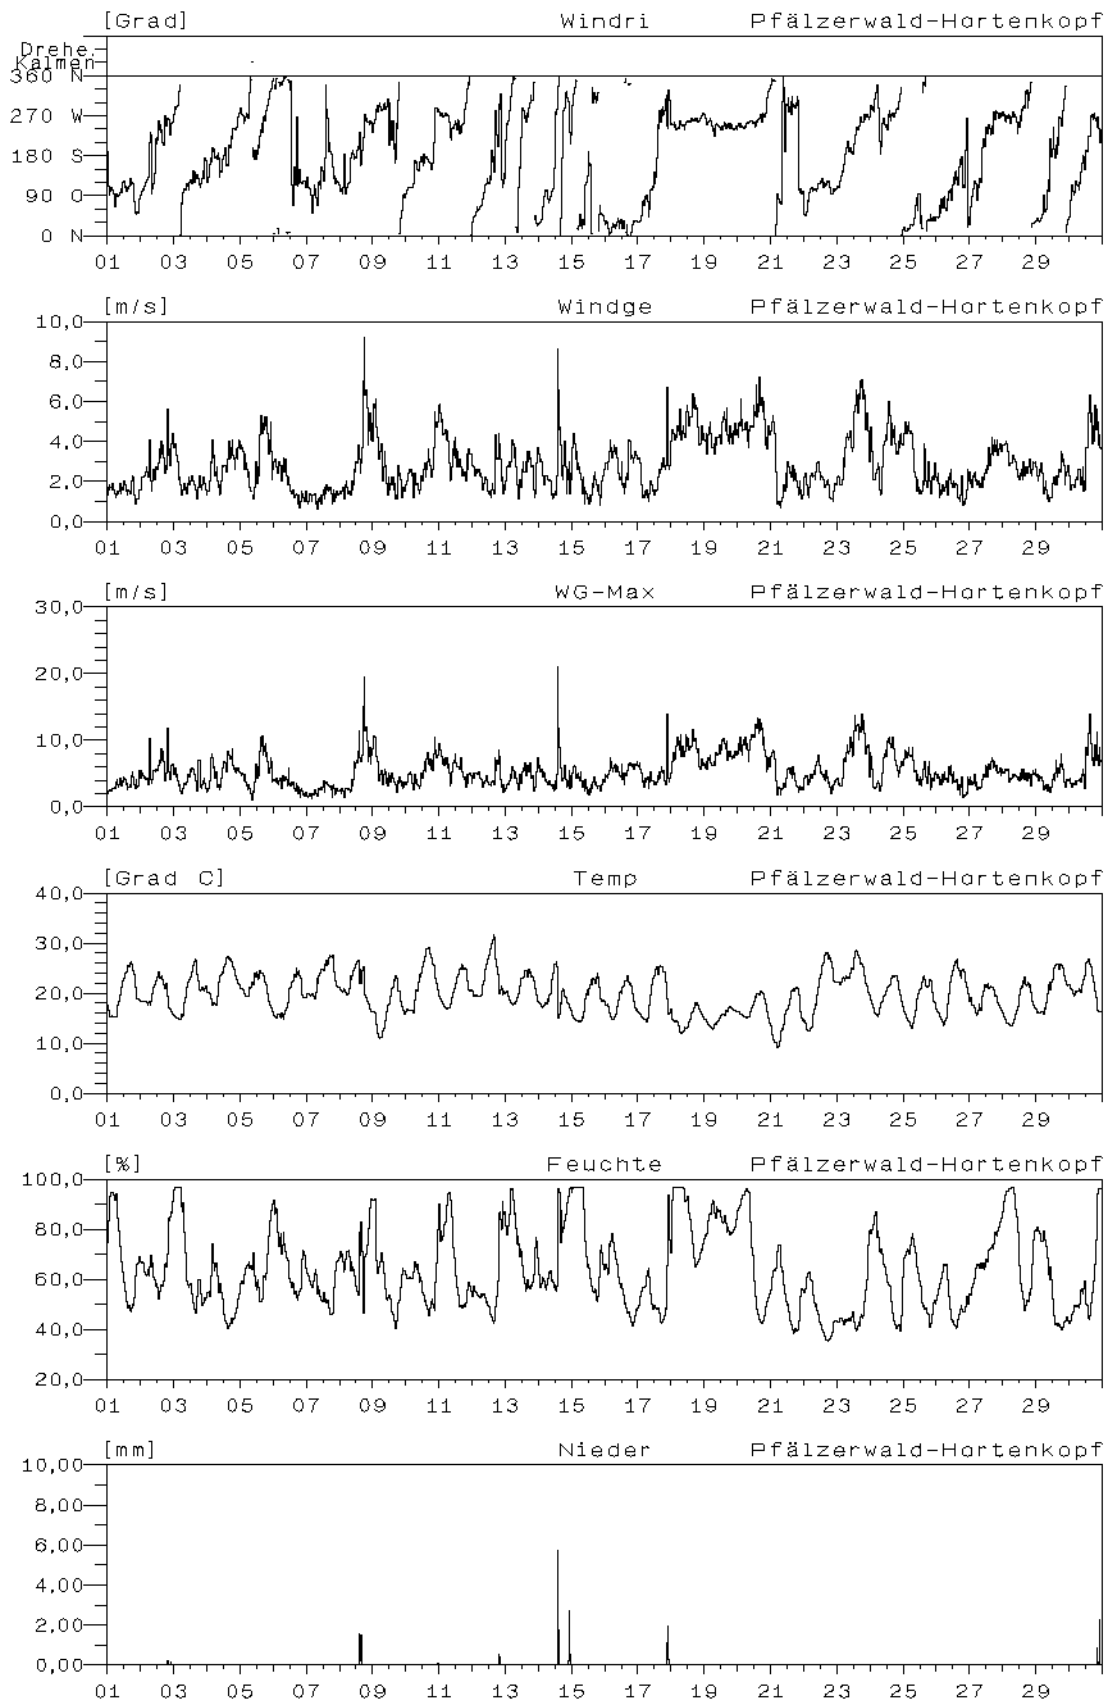 [Grad] Windri Pfälzerwald-Hortenkopf
Drehe.
Kalmen
360 N
270 W
180 S
90 O
0 N
01 03 05 07 09 11 13 15 17 19 21 23 25 27 29
[m/s] Windge Pfälzerwald-Hortenkopf
10,0
8,0
6,0
4,0
2,0
0,0
01 03 05 07 09 11 13 15 17 19 21 23 25 27 29
[m/s] WG-Max Pfälzerwald-Hortenkopf
30,0
20,0
10,0
0,0
01 03 05 07 09 11 13 15 17 19 21 23 25 27 29
[Grad C] Temp Pfälzerwald-Hortenkopf
40,0
30,0
20,0
10,0
0,0
01 03 05 07 09 11 13 15 17 19 21 23 25 27 29
[%] Feuchte Pfälzerwald-Hortenkopf
100,0
80,0
60,0
40,0
20,0
01 03 05 07 09 11 13 15 17 19 21 23 25 27 29
[mm] Nieder Pfälzerwald-Hortenkopf
10,00
8,00
6,00
4,00
2,00
0,00
01 03 05 07 09 11 13 15 17 19 21 23 25 27 29